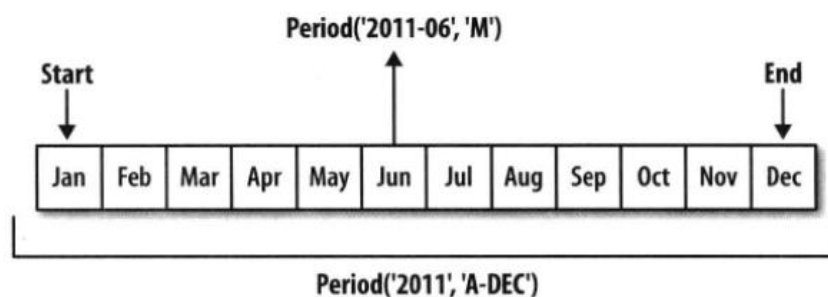 Period('2011-06', 'M')
Start End
Jan Feb Mar Apr May Jun Jul Aug Sep Oct Nov Dec
Period('2011', 'A-DEC')